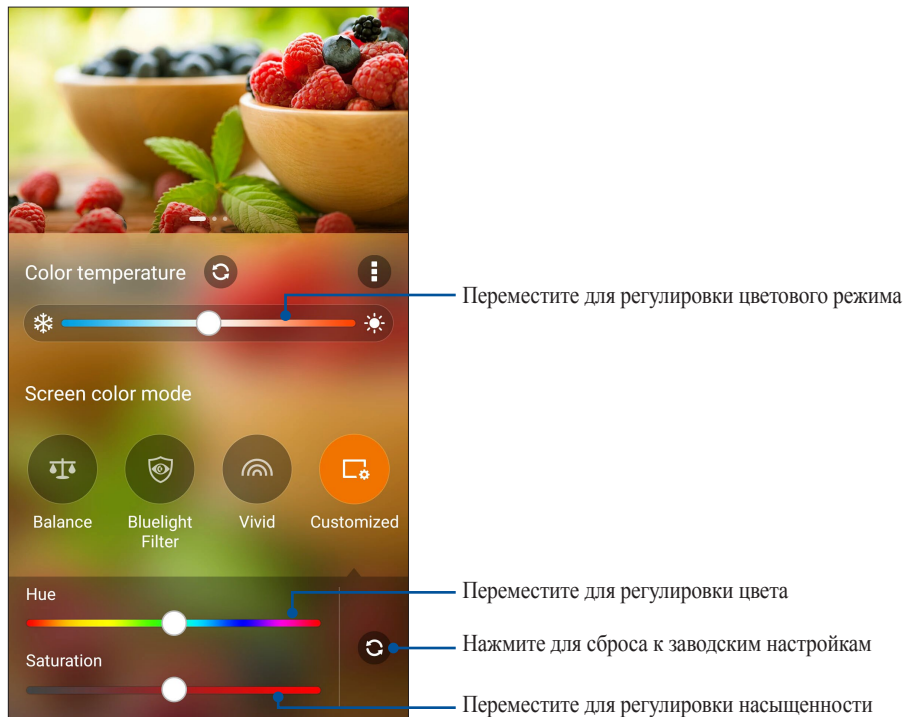 Color temperature
Переместите для регулировки цветового режима
Screen color mode
Balance
Bluelight
Filter
Vivid
Customized
Hue
Переместите для регулировки цвета
Нажмите для сброса к заводским настройкам
Saturation
Переместите для регулировки насыщенности